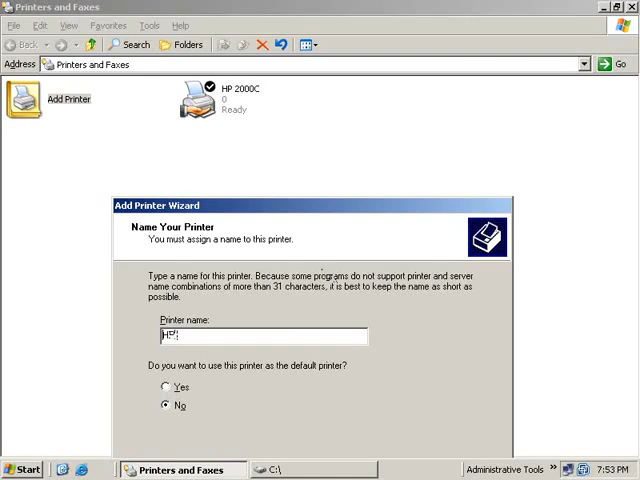 Printers and Faxes
File Edit View Favorites Tools Help
Back Search Folders
Address Printers and Faxes Go
Add Printer
HP 2000C
0
Ready
Add Printer Wizard
Name Your Printer
You must assign a name to this printer.
Type a name for this printer. Because some programs do not support printer and server
name combinations of more than 31 characters, it is best to keep the name as short as
possible.
Printer name:
Do you want to use this printer as the default printer?
Yes
No
Start Printers and Faxes C:\ Administrative Tools » 7:53 PM